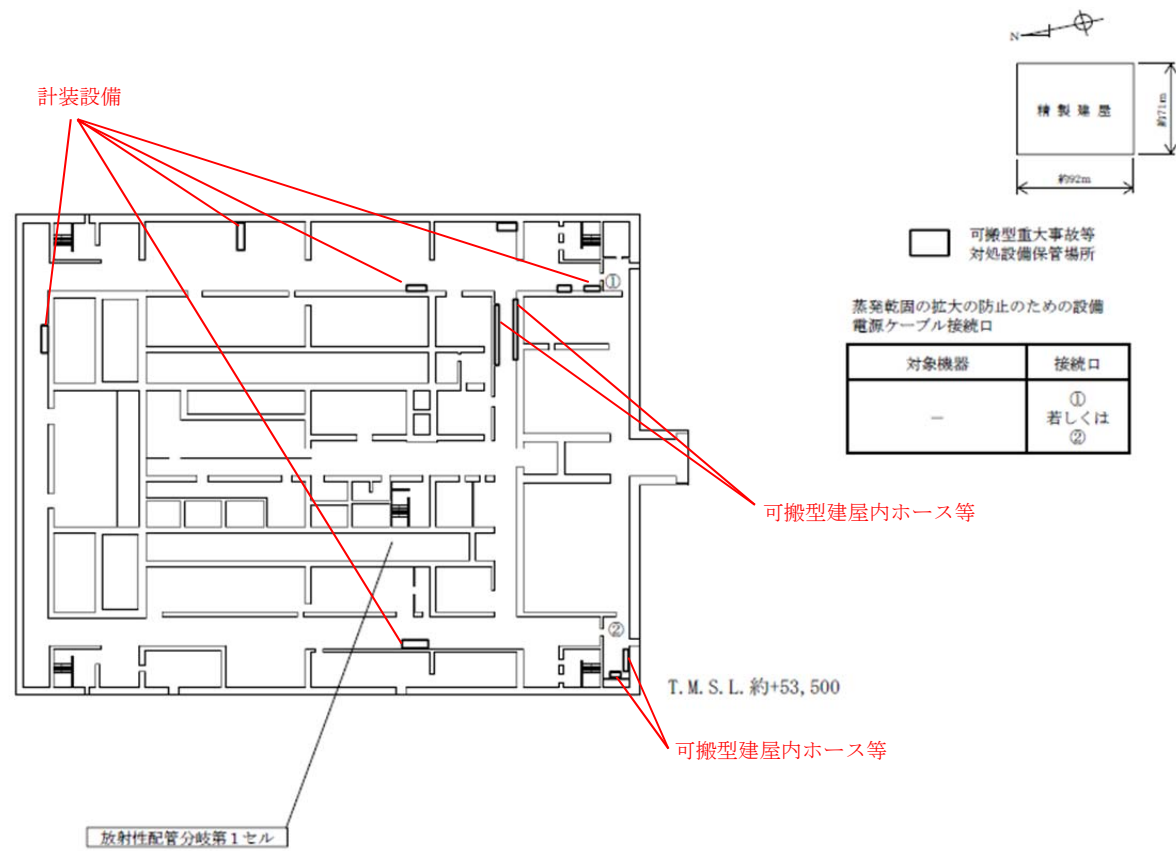 N
計装設備
精製建屋
約71m
約92m
可搬型重大事故等
対処設備保管場所
蒸発乾固の拡大の防止のための設備
電源ケーブル接続口
対象機器 接続口
－ ①
若しくは
②
①
可搬型建屋内ホース等
②
T.M.S.L.約+53,500
可搬型建屋内ホース等
放射性配管分岐第１セル